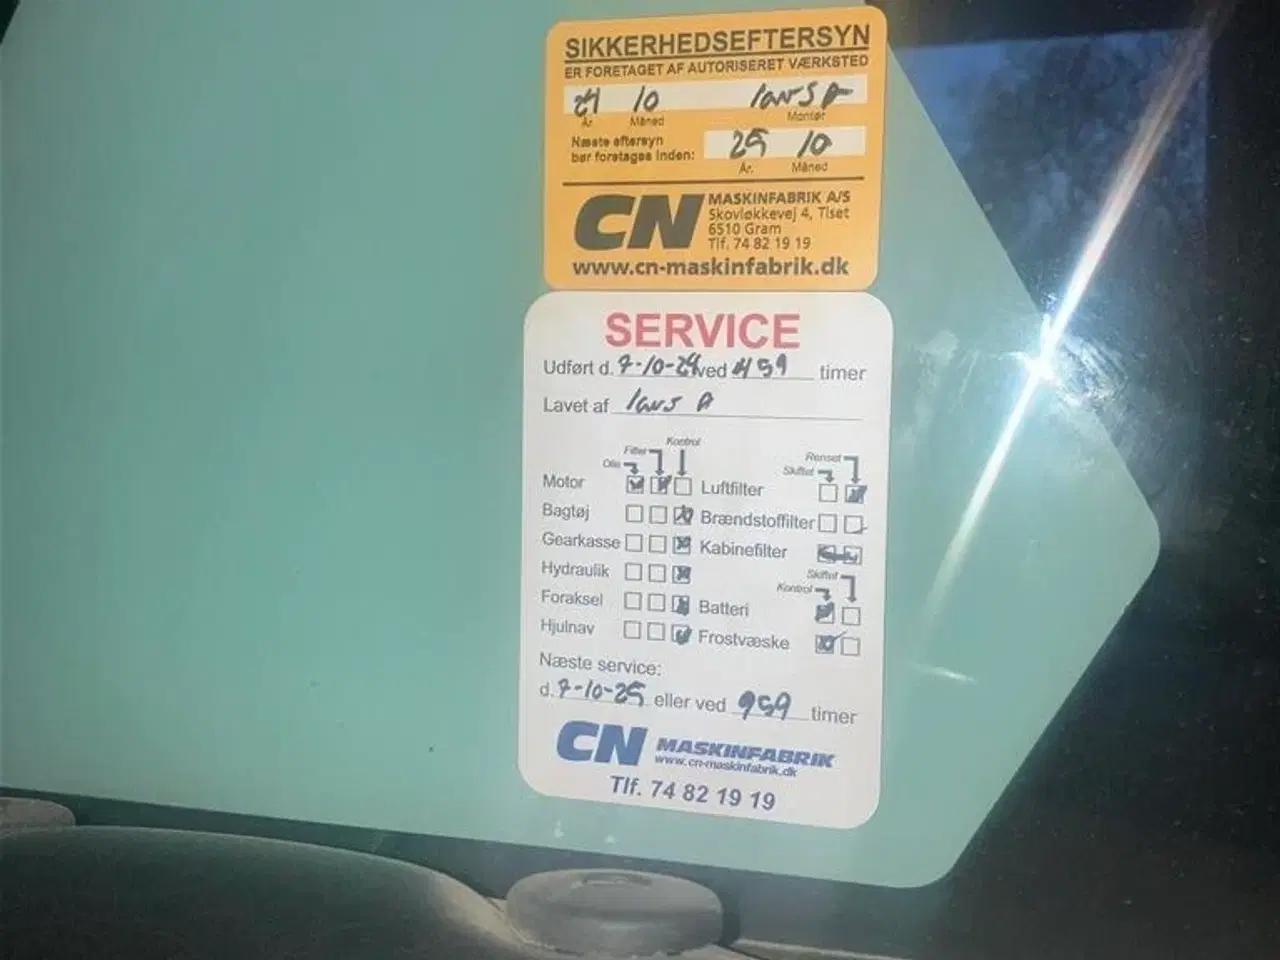 SIKKERHEDSEFTERSYN
ER FORETAGET AF AUTORISERET VÆRKSTED
24 10 lars A
År. Måned Montør
Næste eftersyn
bør foretages inden: 25 10
År. Måned
CN MASKINFABRIK A/S
Skovløkkevej 4, Tiset
6510 Gram
Tlf. 74 82 19 19
www.cn-maskinfabrik.dk
SERVICE
Udført d. 7-10-24 ved 459 timer
Lavet af lars A
Olie Filter Kontrol
Skiftet Renset
Motor Luftfilter
Bagtøj Brændstoffilter
Gearkasse Kabinefilter
Hydraulik
Kontrol Skiftet
Foraksel Batteri
Hjulnav Frostvæske
Næste service:
d. 7-10-25 eller ved 959 timer
CN MASKINFABRIK
www.cn-maskinfabrik.dk
Tlf. 74 82 19 19